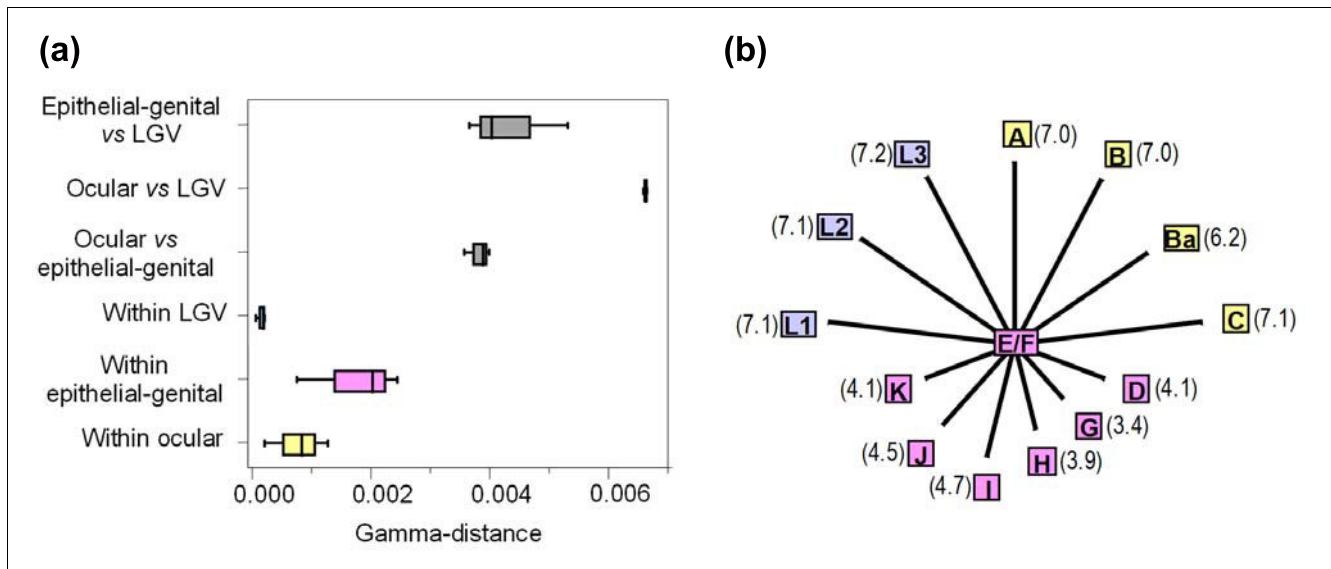 (a)
Epithelial-genital
vs LGV
Ocular vs LGV
Ocular vs
epithelial-genital
Within LGV
Within
epithelial-genital
Within ocular
0.000 0.002 0.004 0.006
Gamma-distance
(b)
A (7.0)
(7.2) L3
B (7.0)
(7.1) L2
Ba (6.2)
(7.1) L1
C (7.1)
E/F
(4.1) K
D (4.1)
G (3.4)
(4.5) J
H (3.9)
(4.7) I